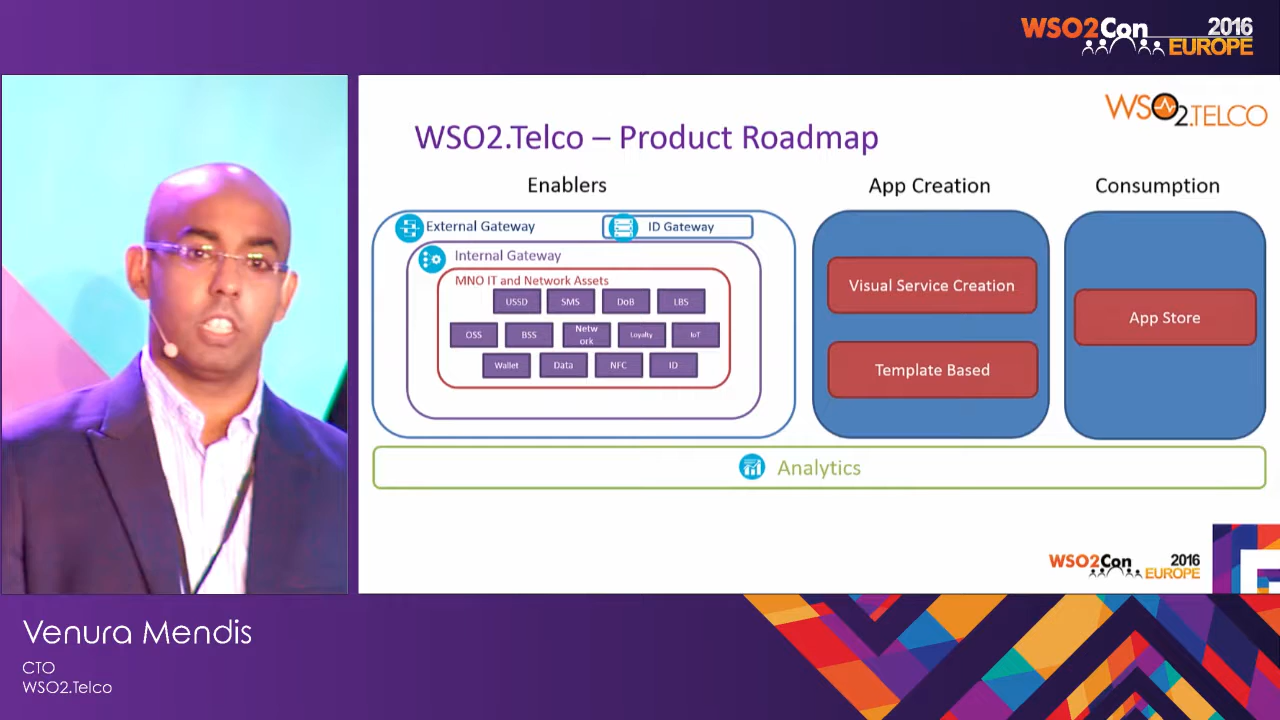 WSO2Con 2016
EUROPE
WSO2.TELCO
WSO2.Telco – Product Roadmap
Enablers
App Creation
Consumption
External Gateway
ID Gateway
Internal Gateway
MNO IT and Network Assets
USSD
SMS
DoB
LBS
OSS
BSS
Netw
ork
Loyalty
IoT
Wallet
Data
NFC
ID
Visual Service Creation
Template Based
App Store
Analytics
WSO2Con 2016
EUROPE
Venura Mendis
CTO
WSO2.Telco